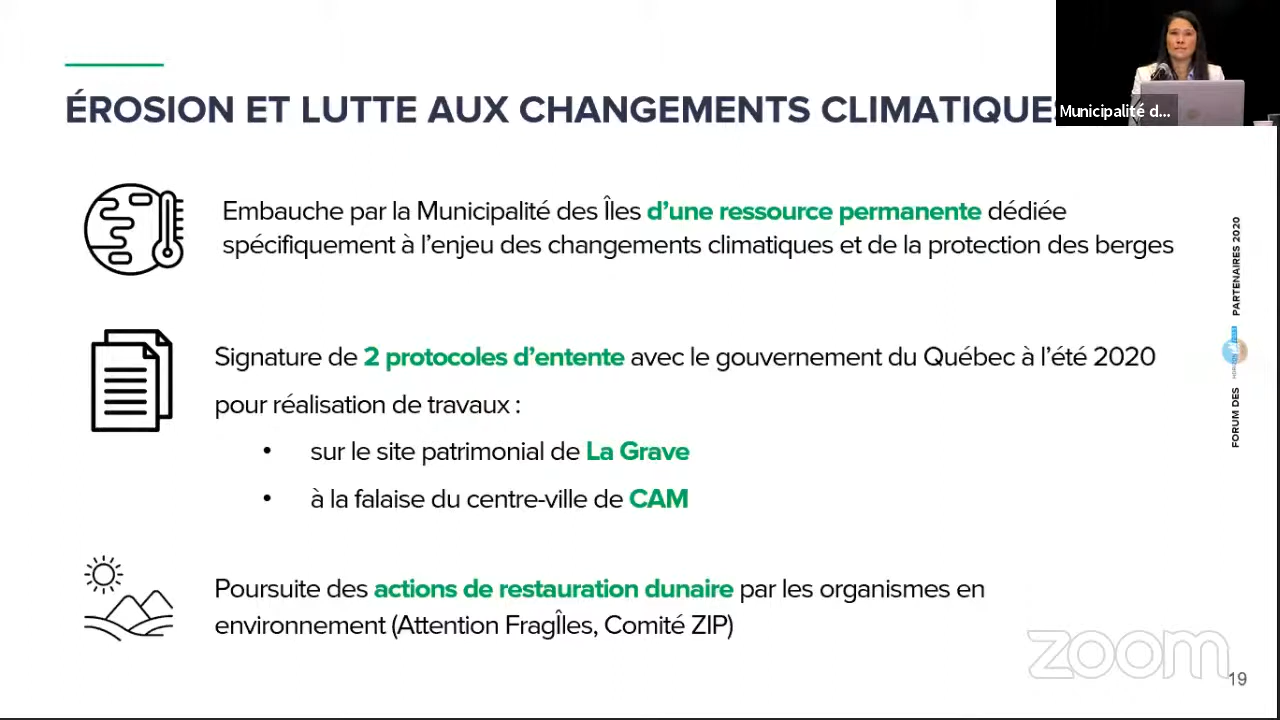 ÉROSION ET LUTTE AUX CHANGEMENTS CLIMATIQUE
Municipalité d...
Embauche par la Municipalité des Îles d’une ressource permanente dédiée
spécifiquement à l’enjeu des changements climatiques et de la protection des berges
Signature de 2 protocoles d’entente avec le gouvernement du Québec à l’été 2020
pour réalisation de travaux :
• sur le site patrimonial de La Grave
• à la falaise du centre-ville de CAM
Poursuite des actions de restauration dunaire par les organismes en
environnement (Attention FragÎles, Comité ZIP)
FORUM DES PARTENAIRES 2020
zoom
19